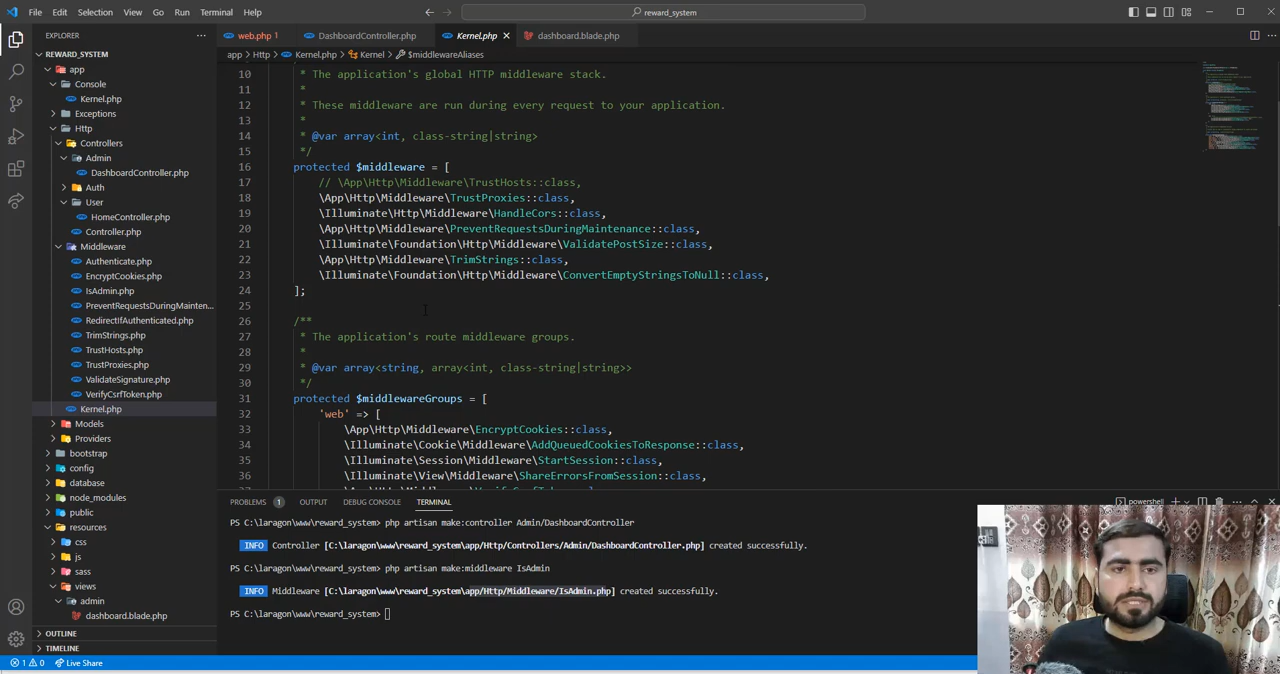 File Edit Selection View Go Run Terminal Help
reward_system
EXPLORER
REWARD_SYSTEM
app
Console
Kernel.php
Exceptions
Http
Controllers
Admin
DashboardController.php
Auth
User
HomeController.php
Controller.php
Middleware
Authenticate.php
EncryptCookies.php
IsAdmin.php
PreventRequestsDuringMainten...
RedirectIfAuthenticated.php
TrimStrings.php
TrustHosts.php
TrustProxies.php
ValidateSignature.php
VerifyCsrfToken.php
Kernel.php
Models
Providers
bootstrap
config
database
node_modules
public
resources
css
js
sass
views
admin
dashboard.blade.php
OUTLINE
TIMELINE
web.php 1 DashboardController.php Kernel.php dashboard.blade.php
app > Http > Kernel.php > Kernel > $middlewareAliases
10 * The application's global HTTP middleware stack.
11 *
12 * These middleware are run during every request to your application.
13 *
14 * @var array<int, class-string|string>
15 */
16 protected $middleware = [
17 // \App\Http\Middleware\TrustHosts::class,
18 \App\Http\Middleware\TrustProxies::class,
19 \Illuminate\Http\Middleware\HandleCors::class,
20 \App\Http\Middleware\PreventRequestsDuringMaintenance::class,
21 \Illuminate\Foundation\Http\Middleware\ValidatePostSize::class,
22 \App\Http\Middleware\TrimStrings::class,
23 \Illuminate\Foundation\Http\Middleware\ConvertEmptyStringsToNull::class,
24 ];
25
26 /**
27 * The application's route middleware groups.
28 *
29 * @var array<string, array<int, class-string|string>>
30 */
31 protected $middlewareGroups = [
32 'web' => [
33 \App\Http\Middleware\EncryptCookies::class,
34 \Illuminate\Cookie\Middleware\AddQueuedCookiesToResponse::class,
35 \Illuminate\Session\Middleware\StartSession::class,
36 \Illuminate\View\Middleware\ShareErrorsFromSession::class,
PROBLEMS 1 OUTPUT DEBUG CONSOLE TERMINAL powershell
PS C:\laragon\www\reward_system> php artisan make:controller Admin/DashboardController
INFO Controller [C:\laragon\www\reward_system\app/Http/Controllers/Admin/DashboardController.php] created successfully.
PS C:\laragon\www\reward_system> php artisan make:middleware IsAdmin
INFO Middleware [C:\laragon\www\reward_system\app/Http/Middleware/IsAdmin.php] created successfully.
PS C:\laragon\www\reward_system>
1 0 Live Share